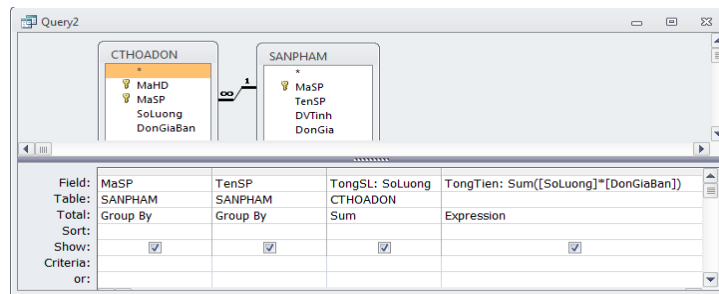 Query2
CTHOADON
*
MaHD
MaSP
SoLuong
DonGiaBan
∞ 1
SANPHAM
*
MaSP
TenSP
DVTinh
DonGia
Field: MaSP TenSP TongSL: SoLuong TongTien: Sum([SoLuong]*[DonGiaBan])
Table: SANPHAM SANPHAM CTHOADON
Total: Group By Group By Sum Expression
Sort:
Show:
Criteria:
or: